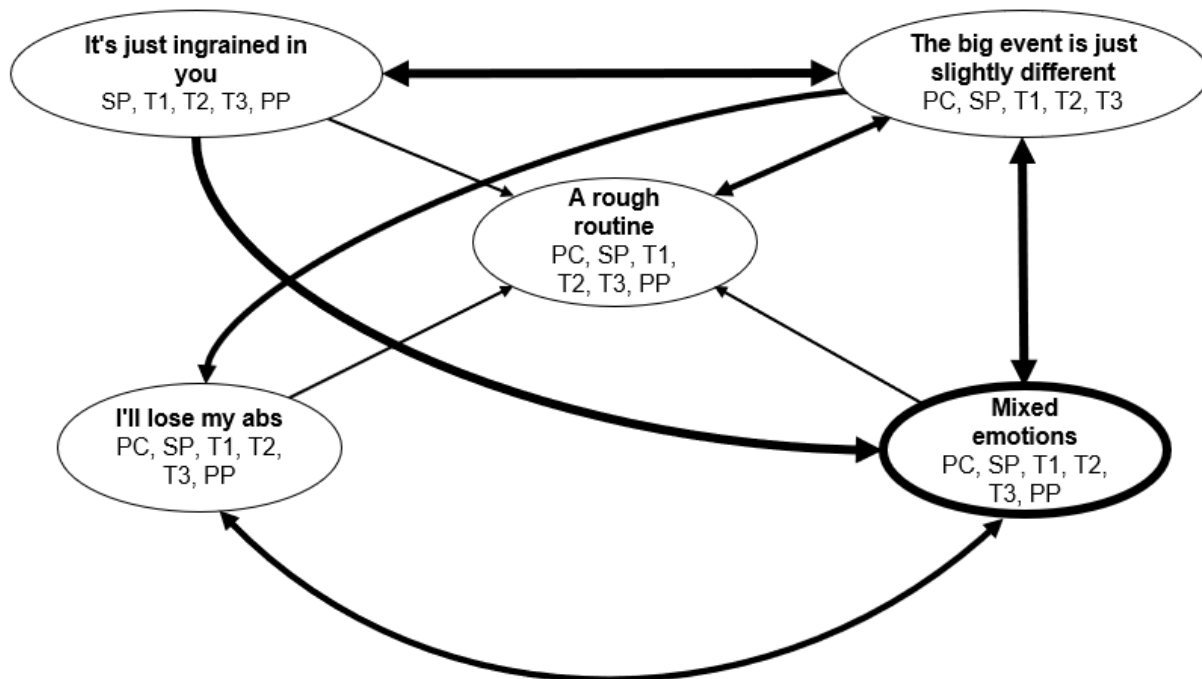 It's just ingrained in
you
SP, T1, T2, T3, PP
The big event is just
slightly different
PC, SP, T1, T2, T3
A rough
routine
PC, SP, T1,
T2, T3, PP
I'll lose my abs
PC, SP, T1, T2,
T3, PP
Mixed
emotions
PC, SP, T1, T2,
T3, PP